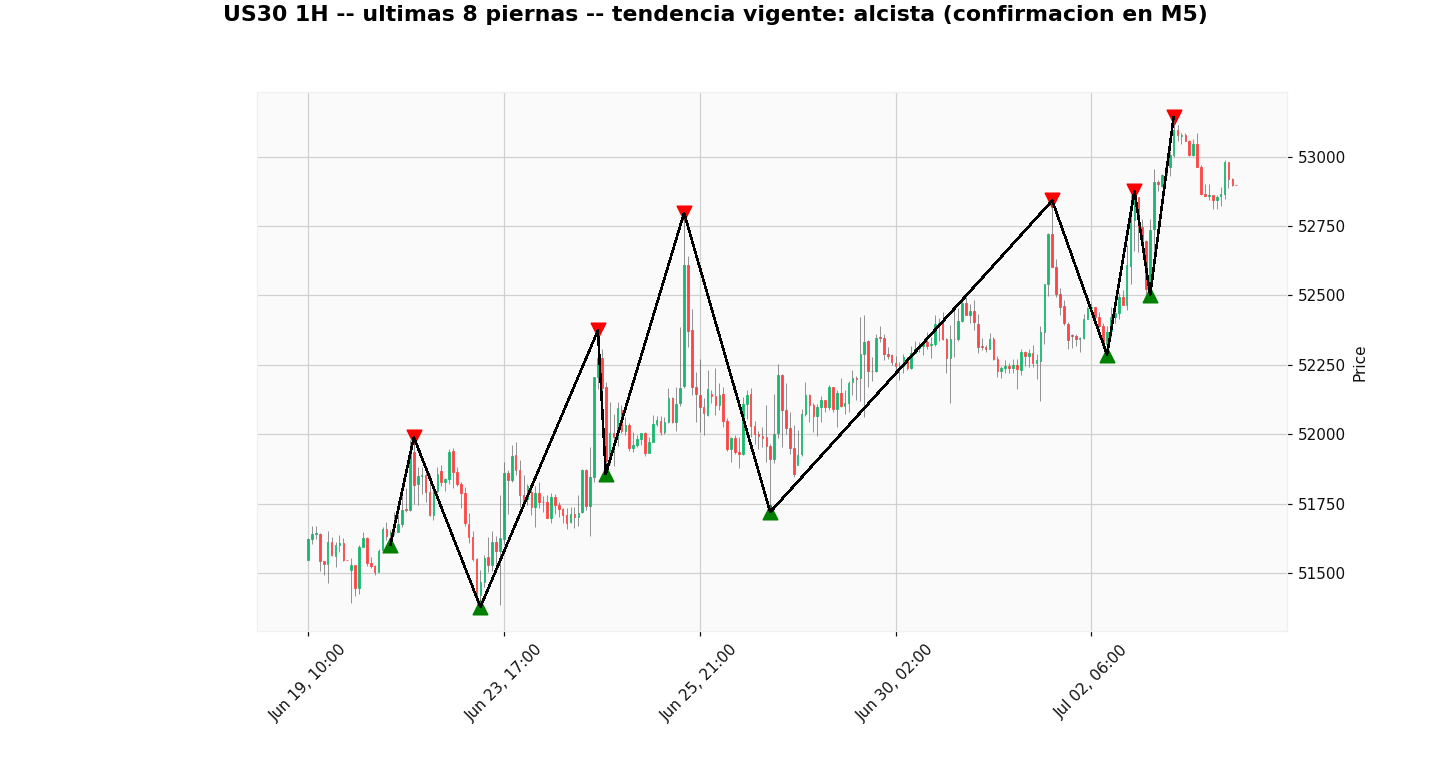 US30 1H -- ultimas 8 piernas -- tendencia vigente: alcista (confirmacion en M5)
53000
52750
52500
52250
52000
51750
51500
Price
Jun 19, 10:00
Jun 23, 17:00
Jun 25, 21:00
Jun 30, 02:00
Jul 02, 06:00